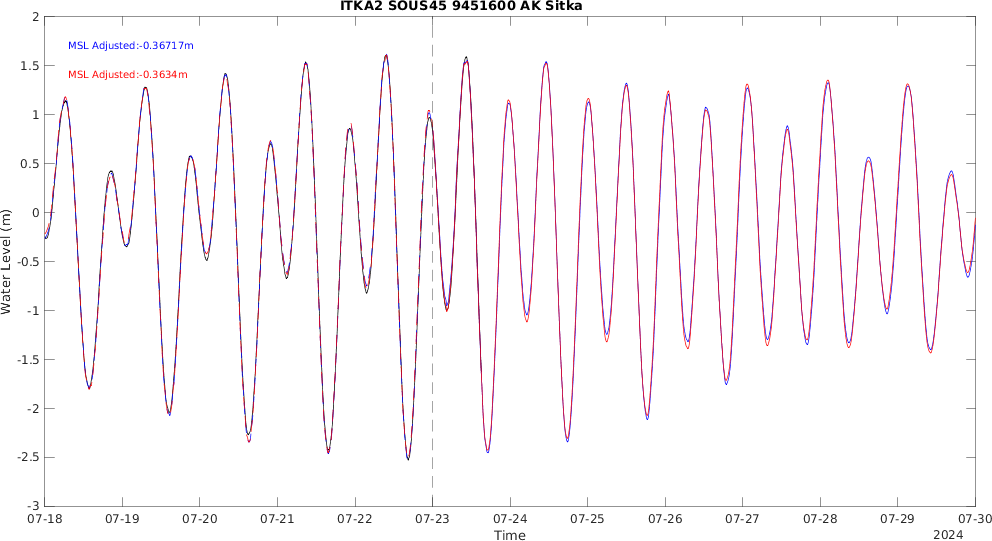 ITKA2 SOUS45 9451600 AK Sitka
MSL Adjusted:-0.36717m
MSL Adjusted:-0.3634m
Water Level (m)
2
1.5
1
0.5
0
-0.5
-1
-1.5
-2
-2.5
-3
07-18 07-19 07-20 07-21 07-22 07-23 07-24 07-25 07-26 07-27 07-28 07-29 07-30
Time
2024